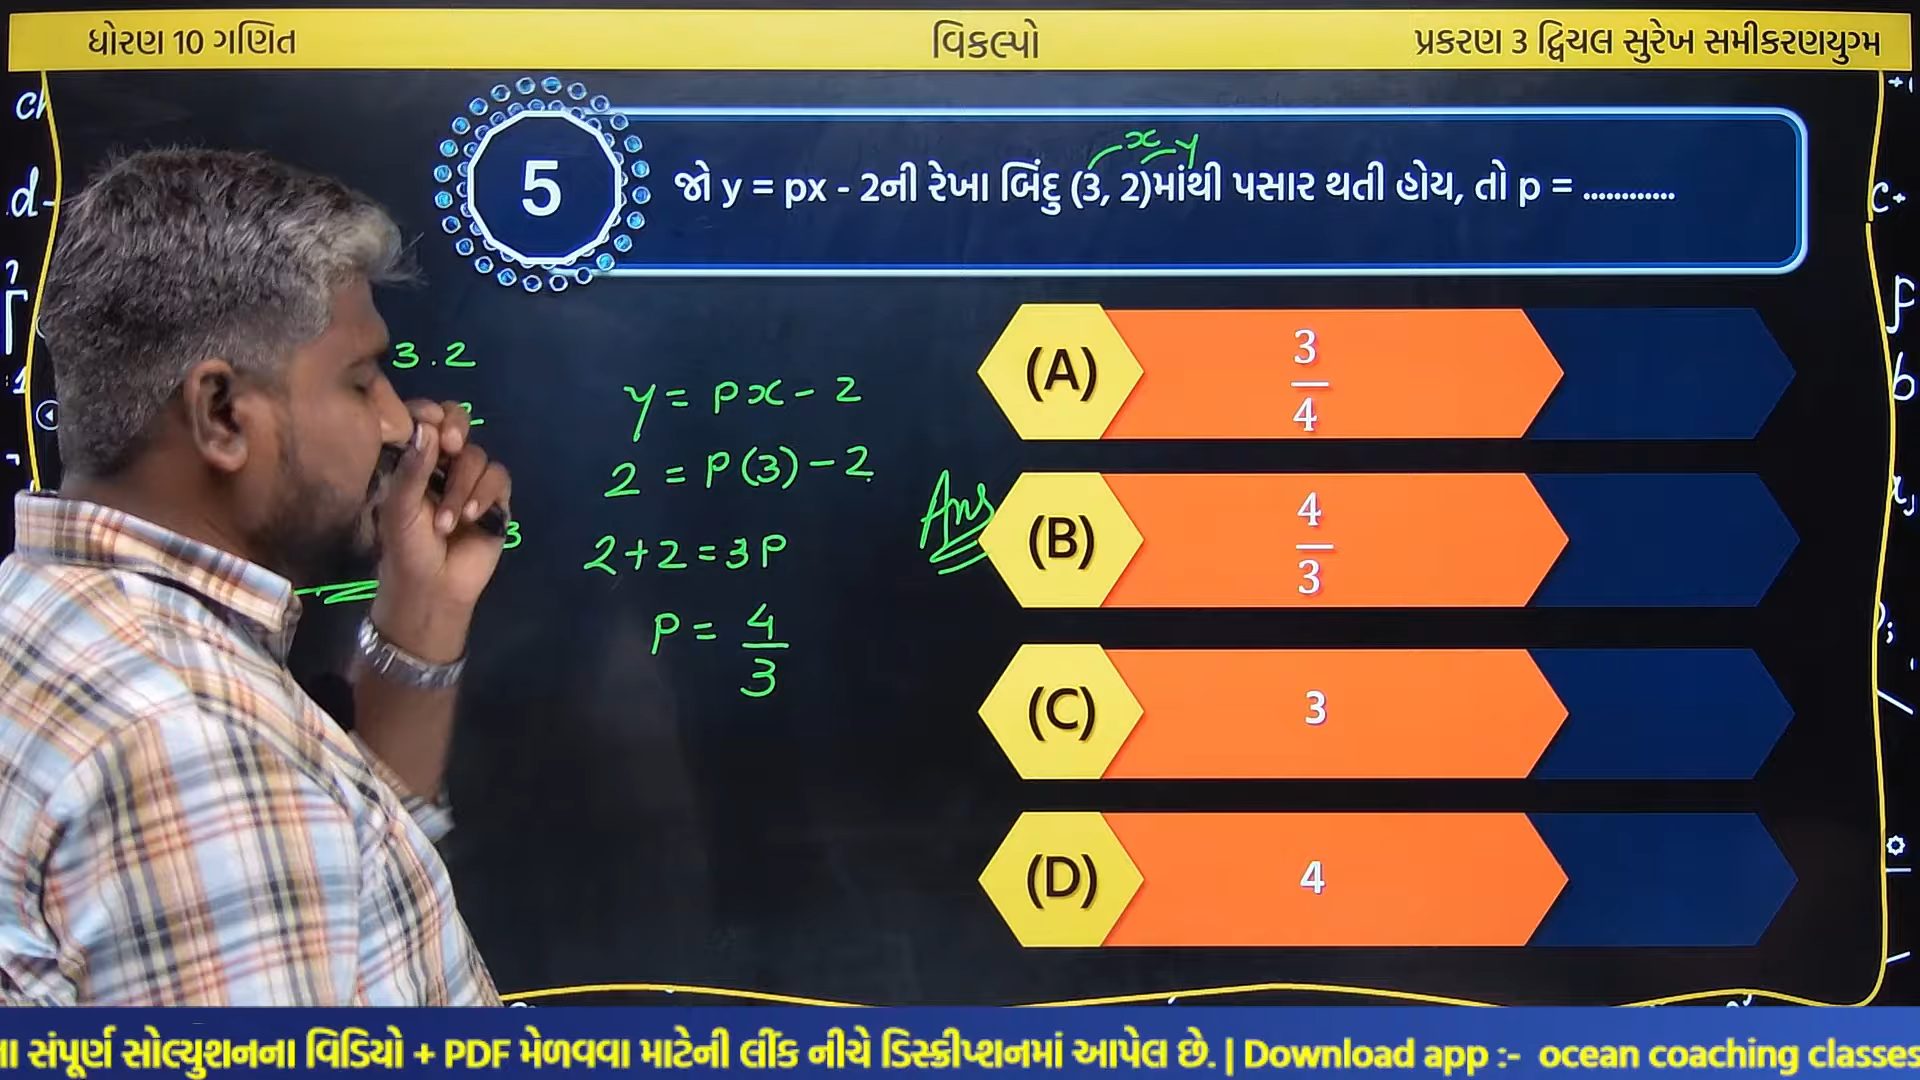 ધોરણ 10 ગણિત
વિકલ્પો
પ્રકરણ 3 દ્વિચલ સુરેખ સમીકરણયુગ્મ
x y
5
જો y = px - 2ની રેખા બિંદુ (3, 2)માંથી પસાર થતી હોય, તો p = ............
3.2
y = px - 2
2 = P(3) - 2
2+2 = 3P
P = 4/3
Ans
(A) 3/4
(B) 4/3
(C) 3
(D) 4
સંપૂર્ણ સોલ્યુશનના વિડિયો + PDF મેળવવા માટેની લીંક નીચે ડિસ્ક્રીપ્શનમાં આપેલ છે. | Download app :- ocean coaching classes